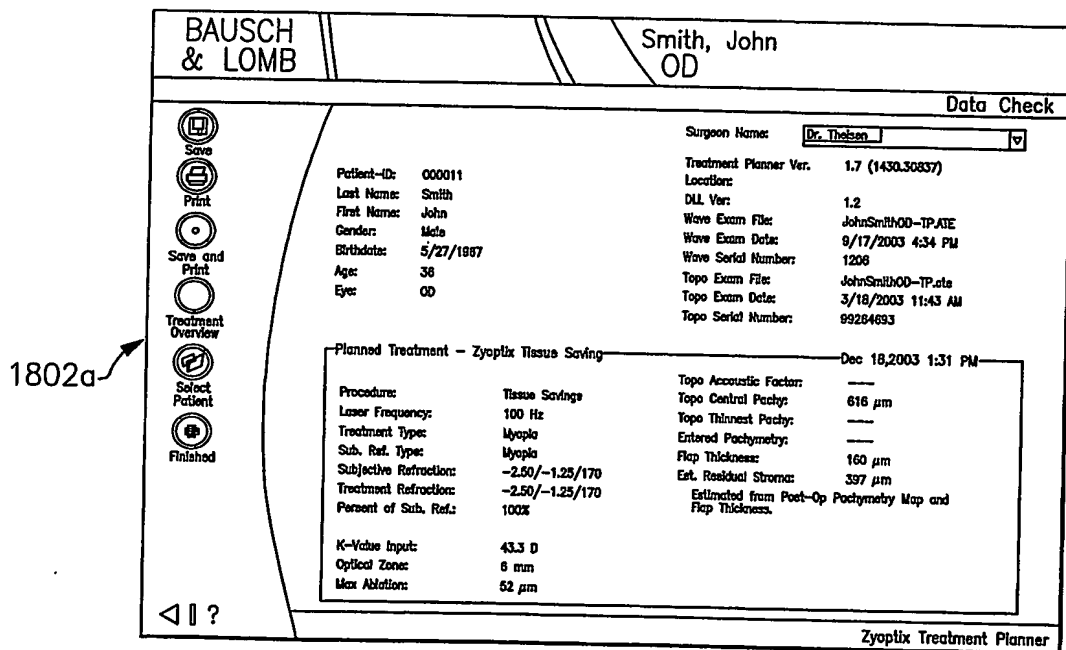 BAUSCH
& LOMB
Smith, John
OD
Data Check
Save
Print
Save and
Print
Treatment
Overview
Select
Patient
Finished
1802a
Patient-ID: 000011
Last Name: Smith
First Name: John
Gender: Male
Birthdate: 5/27/1967
Age: 36
Eye: OD
Surgeon Name: Dr. Theisen
Treatment Planner Ver. 1.7 (1430.30837)
Location:
DLL Ver: 1.2
Wave Exam File: JohnSmithOD-TP.ATE
Wave Exam Date: 9/17/2003 4:34 PM
Wave Serial Number: 1206
Topo Exam File: JohnSmithOD-TP.ate
Topo Exam Date: 3/18/2003 11:43 AM
Topo Serial Number: 99284693
Planned Treatment - Zyoptix Tissue Saving Dec 18,2003 1:31 PM
Procedure: Tissue Savings
Laser Frequency: 100 Hz
Treatment Type: Myopia
Sub. Ref. Type: Myopia
Subjective Refraction: -2.50/-1.25/170
Treatment Refraction: -2.50/-1.25/170
Persent of Sub. Ref.: 100%
K-Value Input: 43.3 D
Optical Zone: 6 mm
Max Ablation: 52 µm
Topo Accoustic Factor: ---
Topo Central Pachy: 616 µm
Topo Thinnest Pachy: ---
Entered Pachymetry: ---
Flap Thickness: 160 µm
Est. Residual Stroma: 397 µm
Estimated from Post-Op Pachymetry Map and
Flap Thickness.
?
Zyoptix Treatment Planner